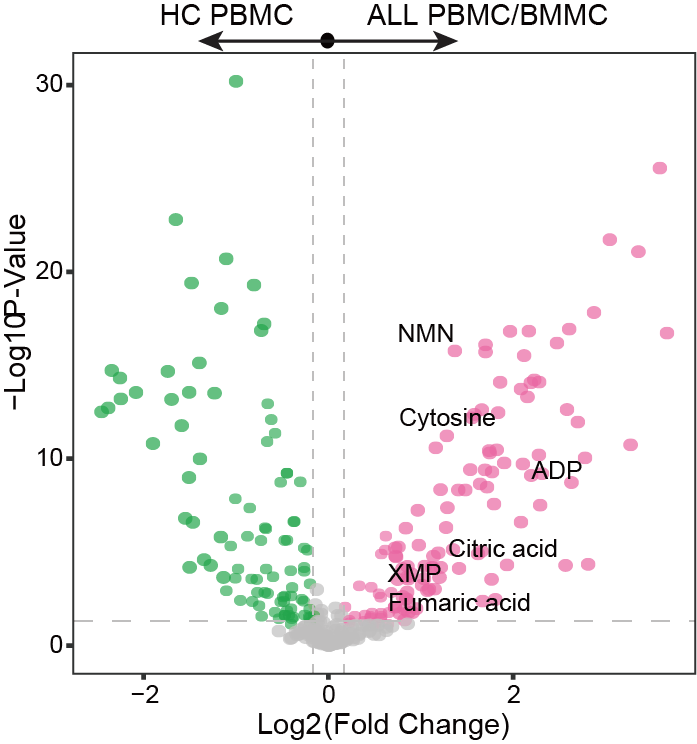 HC PBMC ALL PBMC/BMMC
30
20
10
0
−Log10P-Value
NMN
Cytosine
ADP
Citric acid
XMP
Fumaric acid
−2 0 2
Log2(Fold Change)